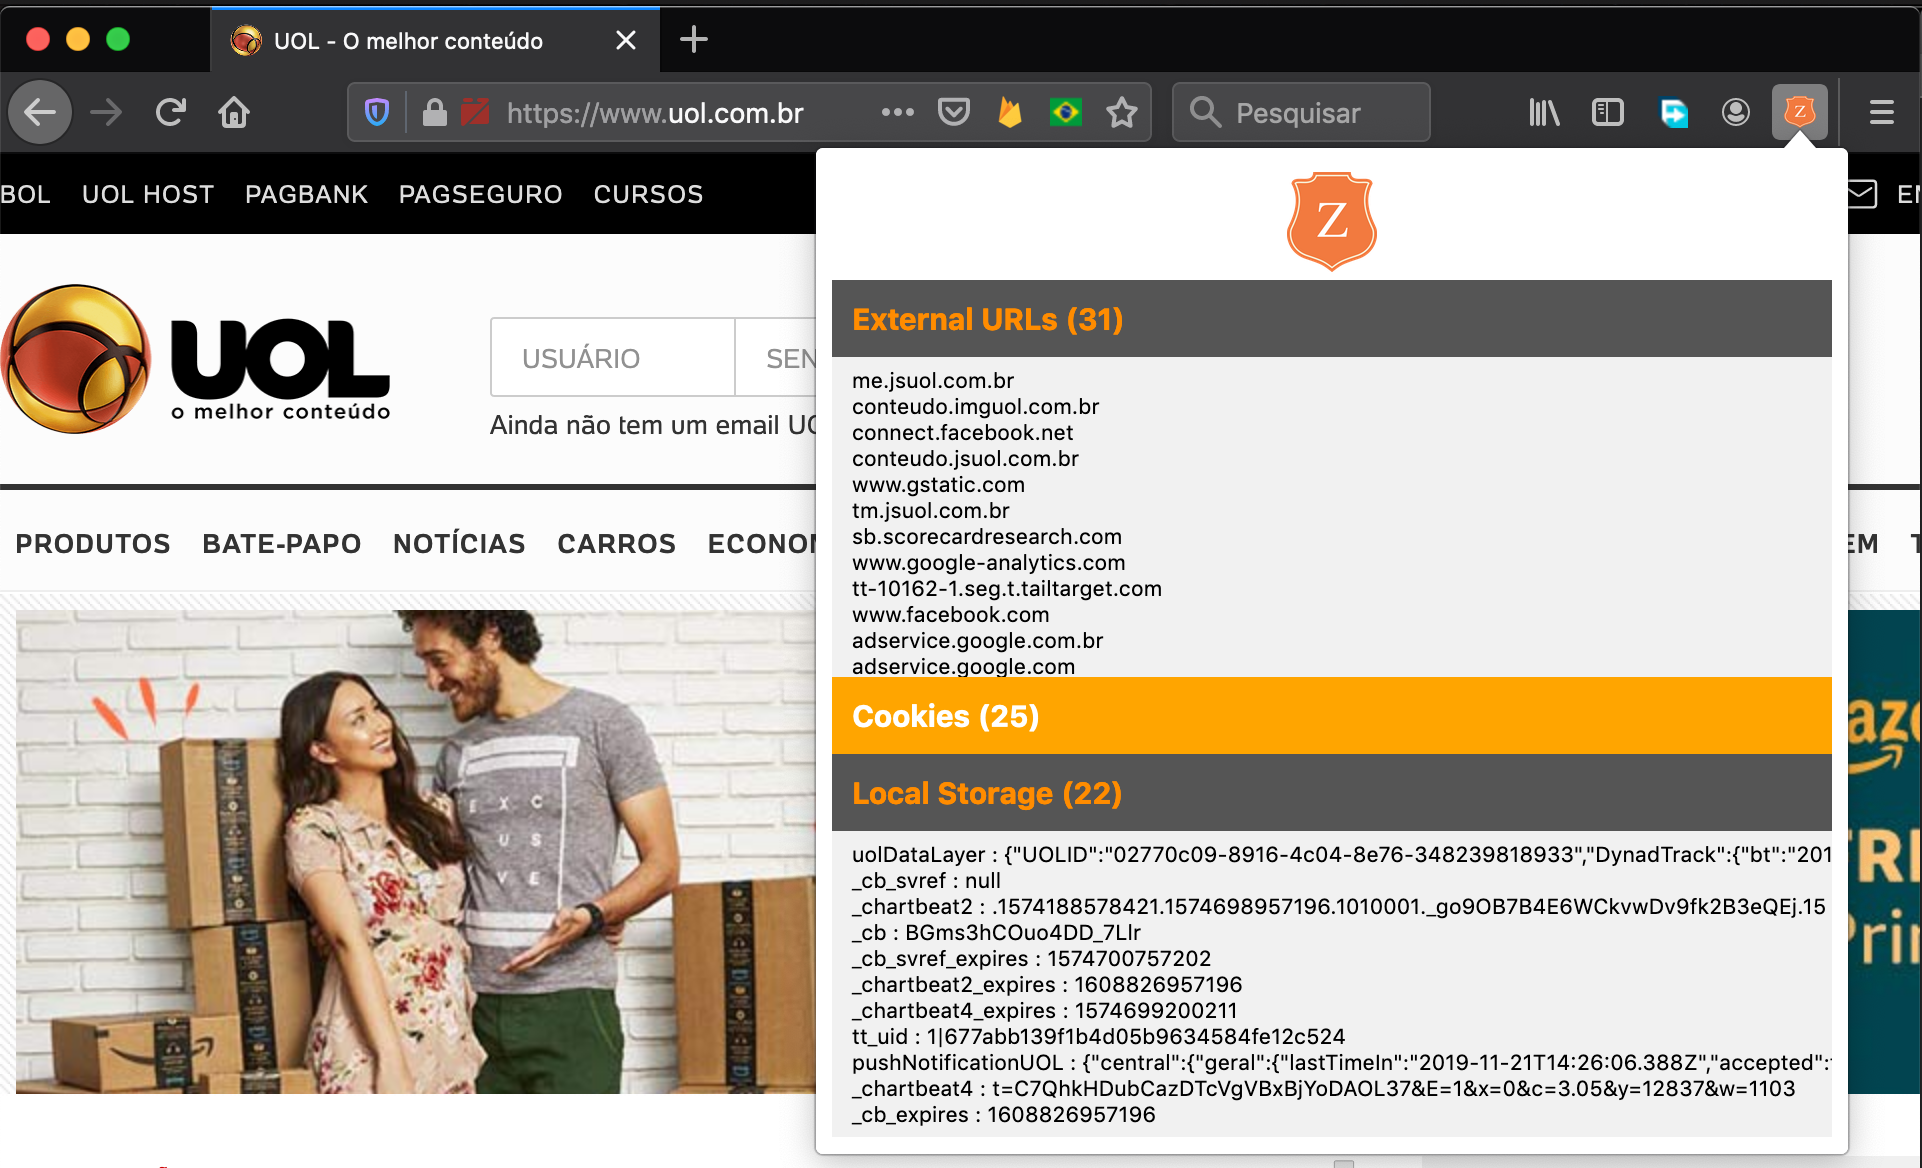 UOL - O melhor conteúdo
https://www.uol.com.br
Pesquisar
Z
BOL UOL HOST PAGBANK PAGSEGURO CURSOS
Z
UOL
o melhor conteúdo
USUÁRIO
Ainda não tem um email
PRODUTOS BATE-PAPO NOTÍCIAS CARROS
External URLs (31)
me.jsuol.com.br
conteudo.imguol.com.br
connect.facebook.net
conteudo.jsuol.com.br
www.gstatic.com
tm.jsuol.com.br
sb.scorecardresearch.com
www.google-analytics.com
tt-10162-1.seg.t.tailtarget.com
www.facebook.com
adservice.google.com.br
adservice.google.com
Cookies (25)
Local Storage (22)
uolDataLayer : {"UOLID":"02770c09-8916-4c04-8e76-348239818933","DynadTrack":{"bt":"201
_cb_svref : null
_chartbeat2 : .1574188578421.1574698957196.1010001._go9OB7B4E6WCkvwDv9fk2B3eQEj.15
_cb : BGms3hCOuo4DD_7Llr
_cb_svref_expires : 1574700757202
_chartbeat2_expires : 1608826957196
_chartbeat4_expires : 1574699200211
tt_uid : 1|677abb139f1b4d05b9634584fe12c524
pushNotificationUOL : {"central":{"geral":{"lastTimeIn":"2019-11-21T14:26:06.388Z","accepted":
_chartbeat4 : t=C7QhkHDubCazDTcVgVBxBjYoDAOL37&E=1&x=0&c=3.05&y=12837&w=1103
_cb_expires : 1608826957196